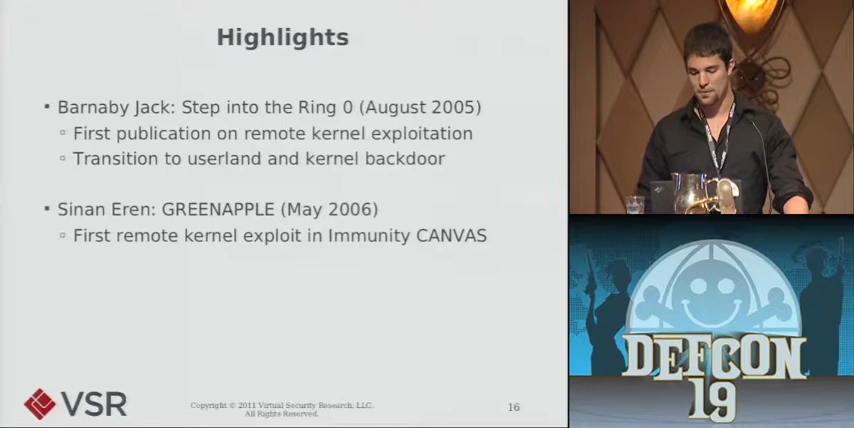 Highlights
▪ Barnaby Jack: Step into the Ring 0 (August 2005)
▫ First publication on remote kernel exploitation
▫ Transition to userland and kernel backdoor
▪ Sinan Eren: GREENAPPLE (May 2006)
▫ First remote kernel exploit in Immunity CANVAS
VSR
Copyright © 2011 Virtual Security Research, LLC.
All Rights Reserved.
16
DEFCON
19